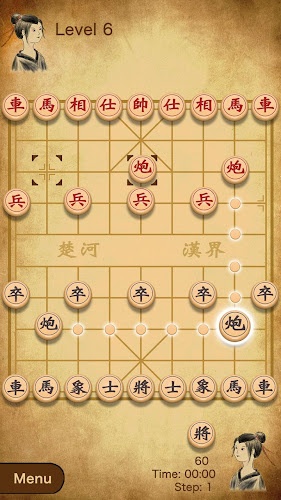 Level 6
車 馬 相 仕 帥 仕 相 馬 車
炮 炮
兵 兵 兵 兵
楚河 漢界
卒 卒 卒 卒 卒
炮 炮
車 馬 象 士 將 士 象 馬 車
將
60
Time: 00:00
Step: 1
Menu